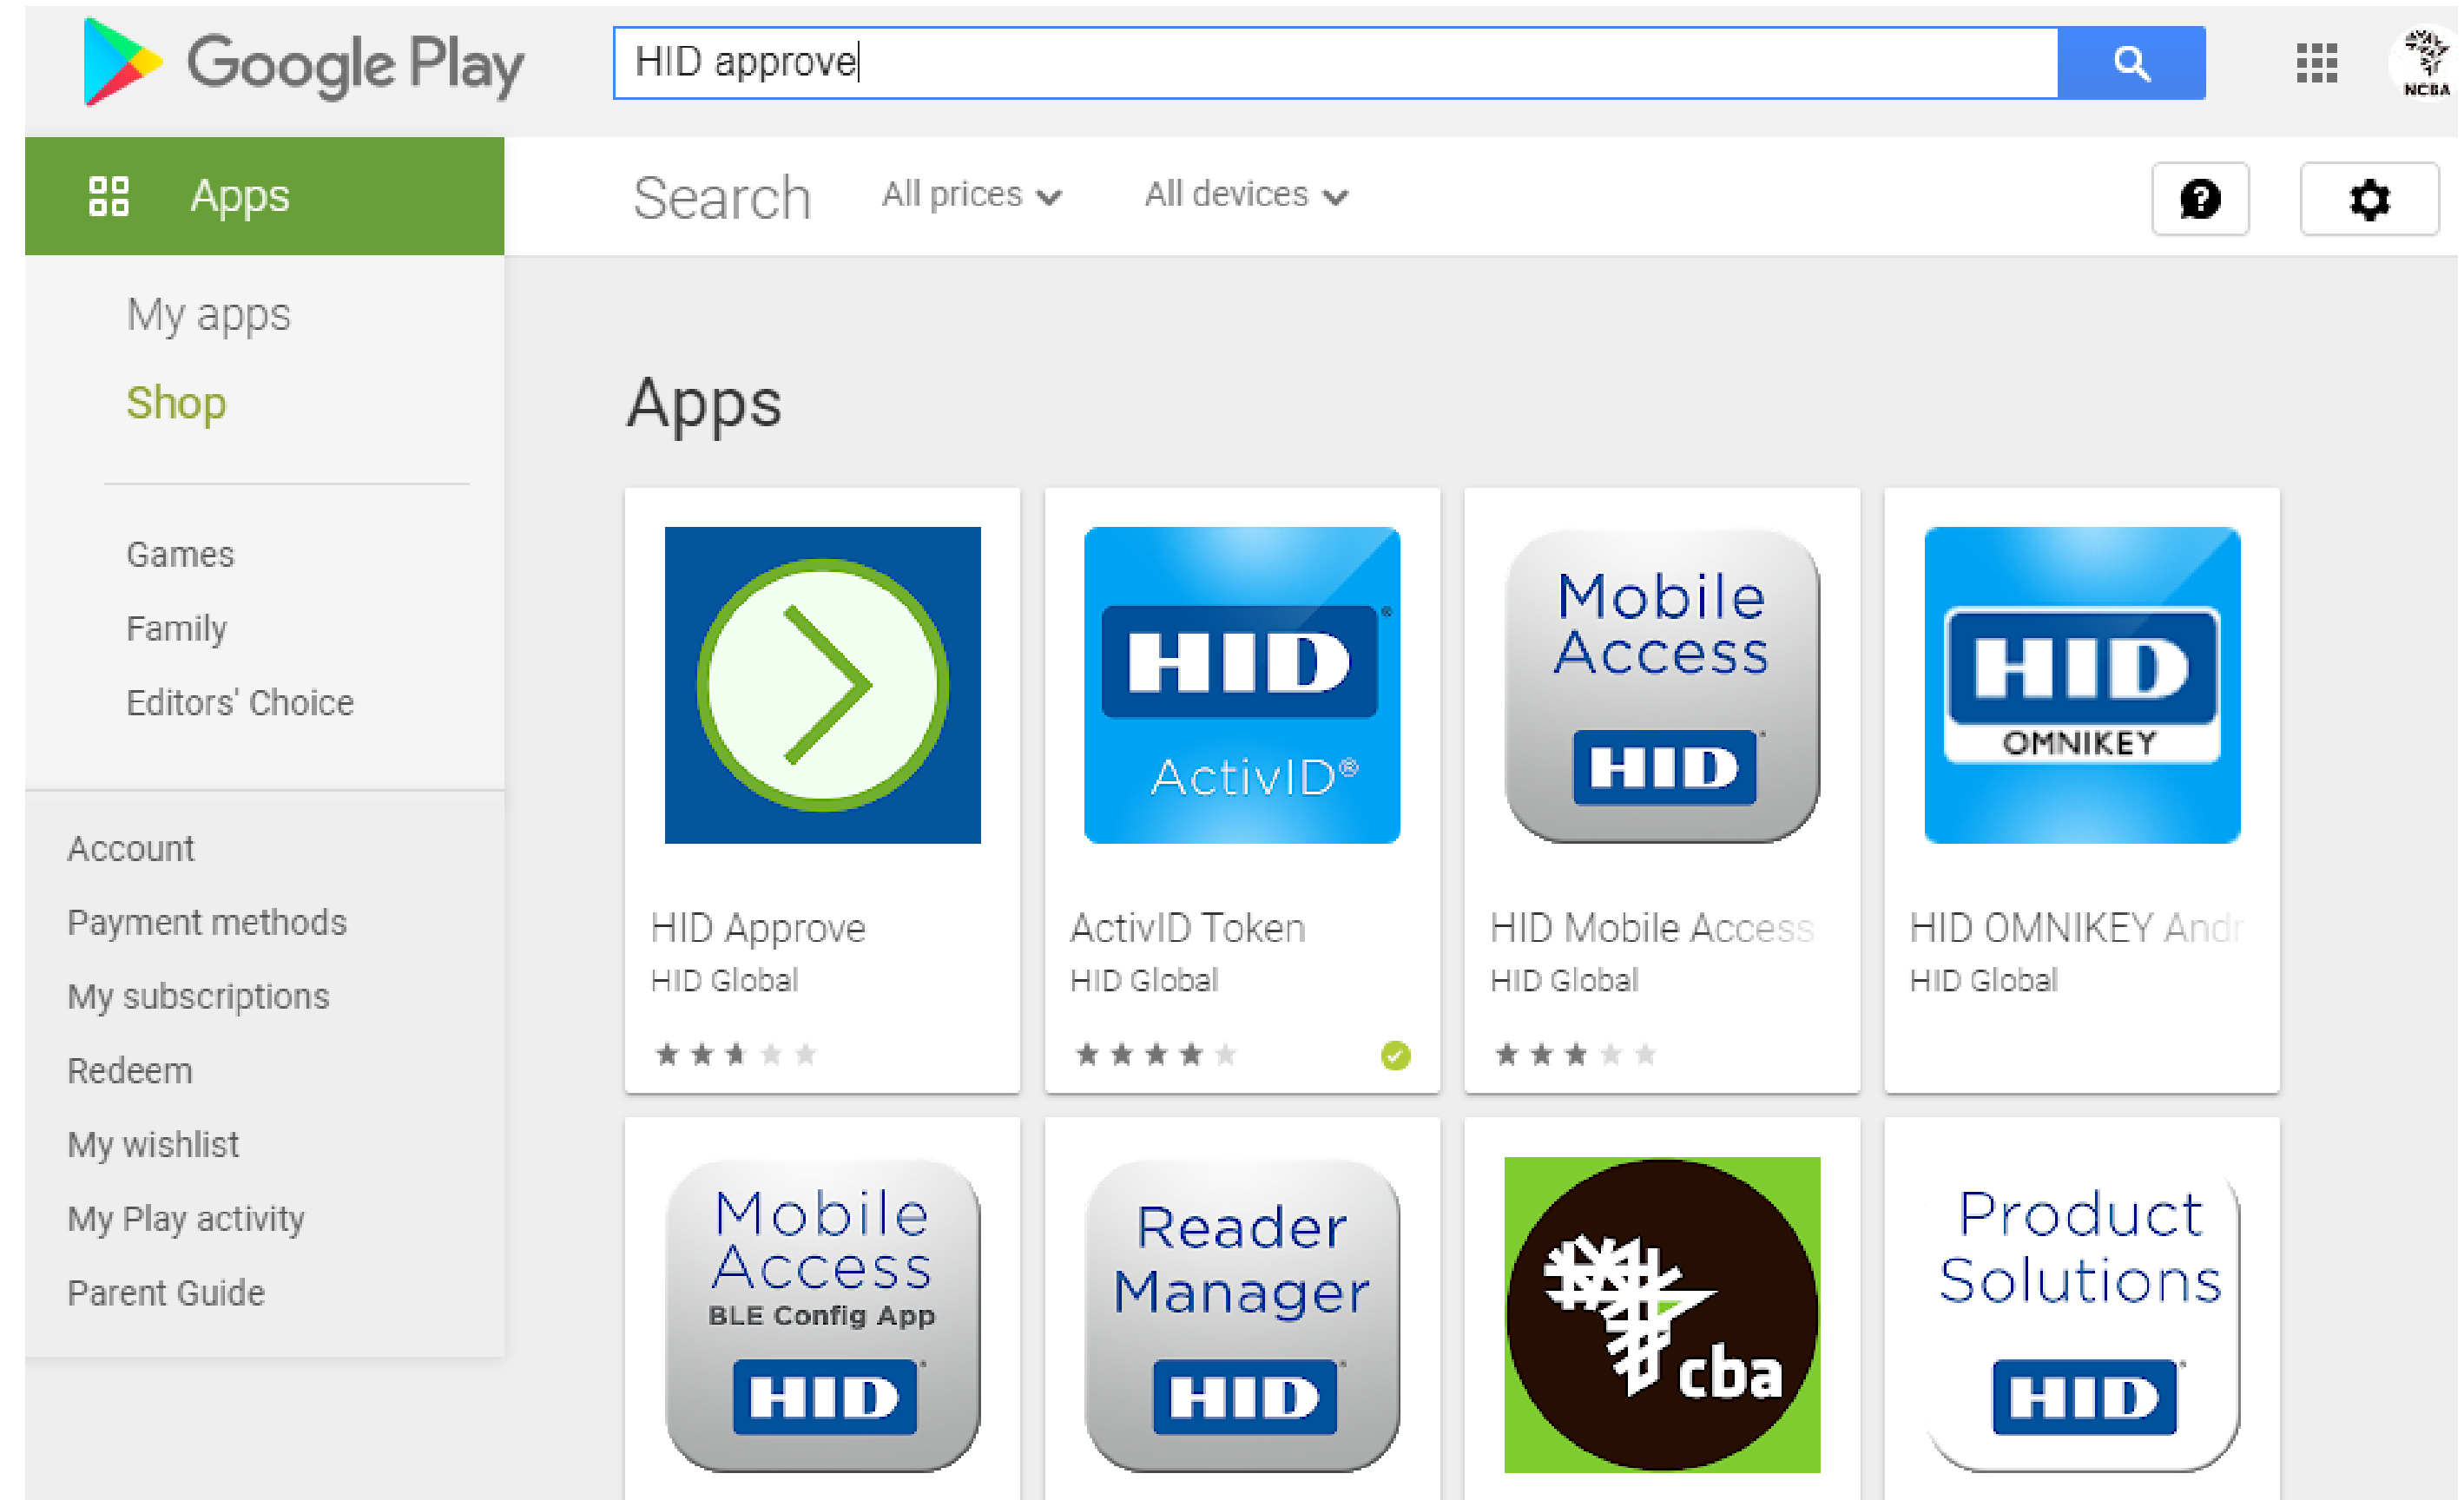 Google Play
HID approve
NCBA
Apps
Search
All prices
All devices
?
My apps
Shop
Games
Family
Editors' Choice
Account
Payment methods
My subscriptions
Redeem
My wishlist
My Play activity
Parent Guide
Apps
HID Approve
HID Global
HID®
ActivID®
ActivID Token
HID Global
Mobile
Access
HID
HID Mobile Access
HID Global
HID
OMNIKEY
HID OMNIKEY Andr
HID Global
Mobile
Access
BLE Config App
HID
Reader
Manager
HID
cba
Product
Solutions
HID